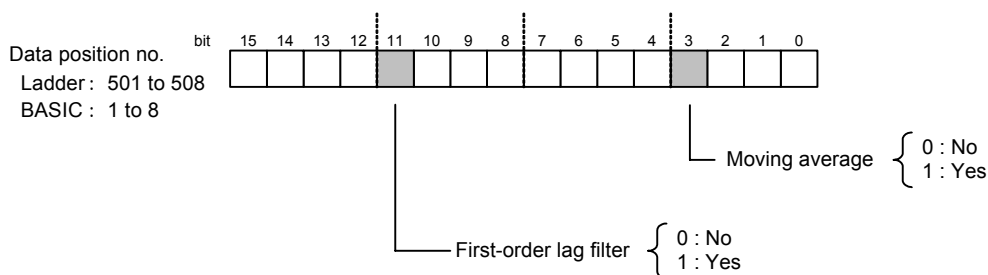 bit 15 14 13 12 11 10 9 8 7 6 5 4 3 2 1 0
Data position no.
Ladder : 501 to 508
BASIC : 1 to 8
Moving average
0 : No
1 : Yes
First-order lag filter
0 : No
1 : Yes